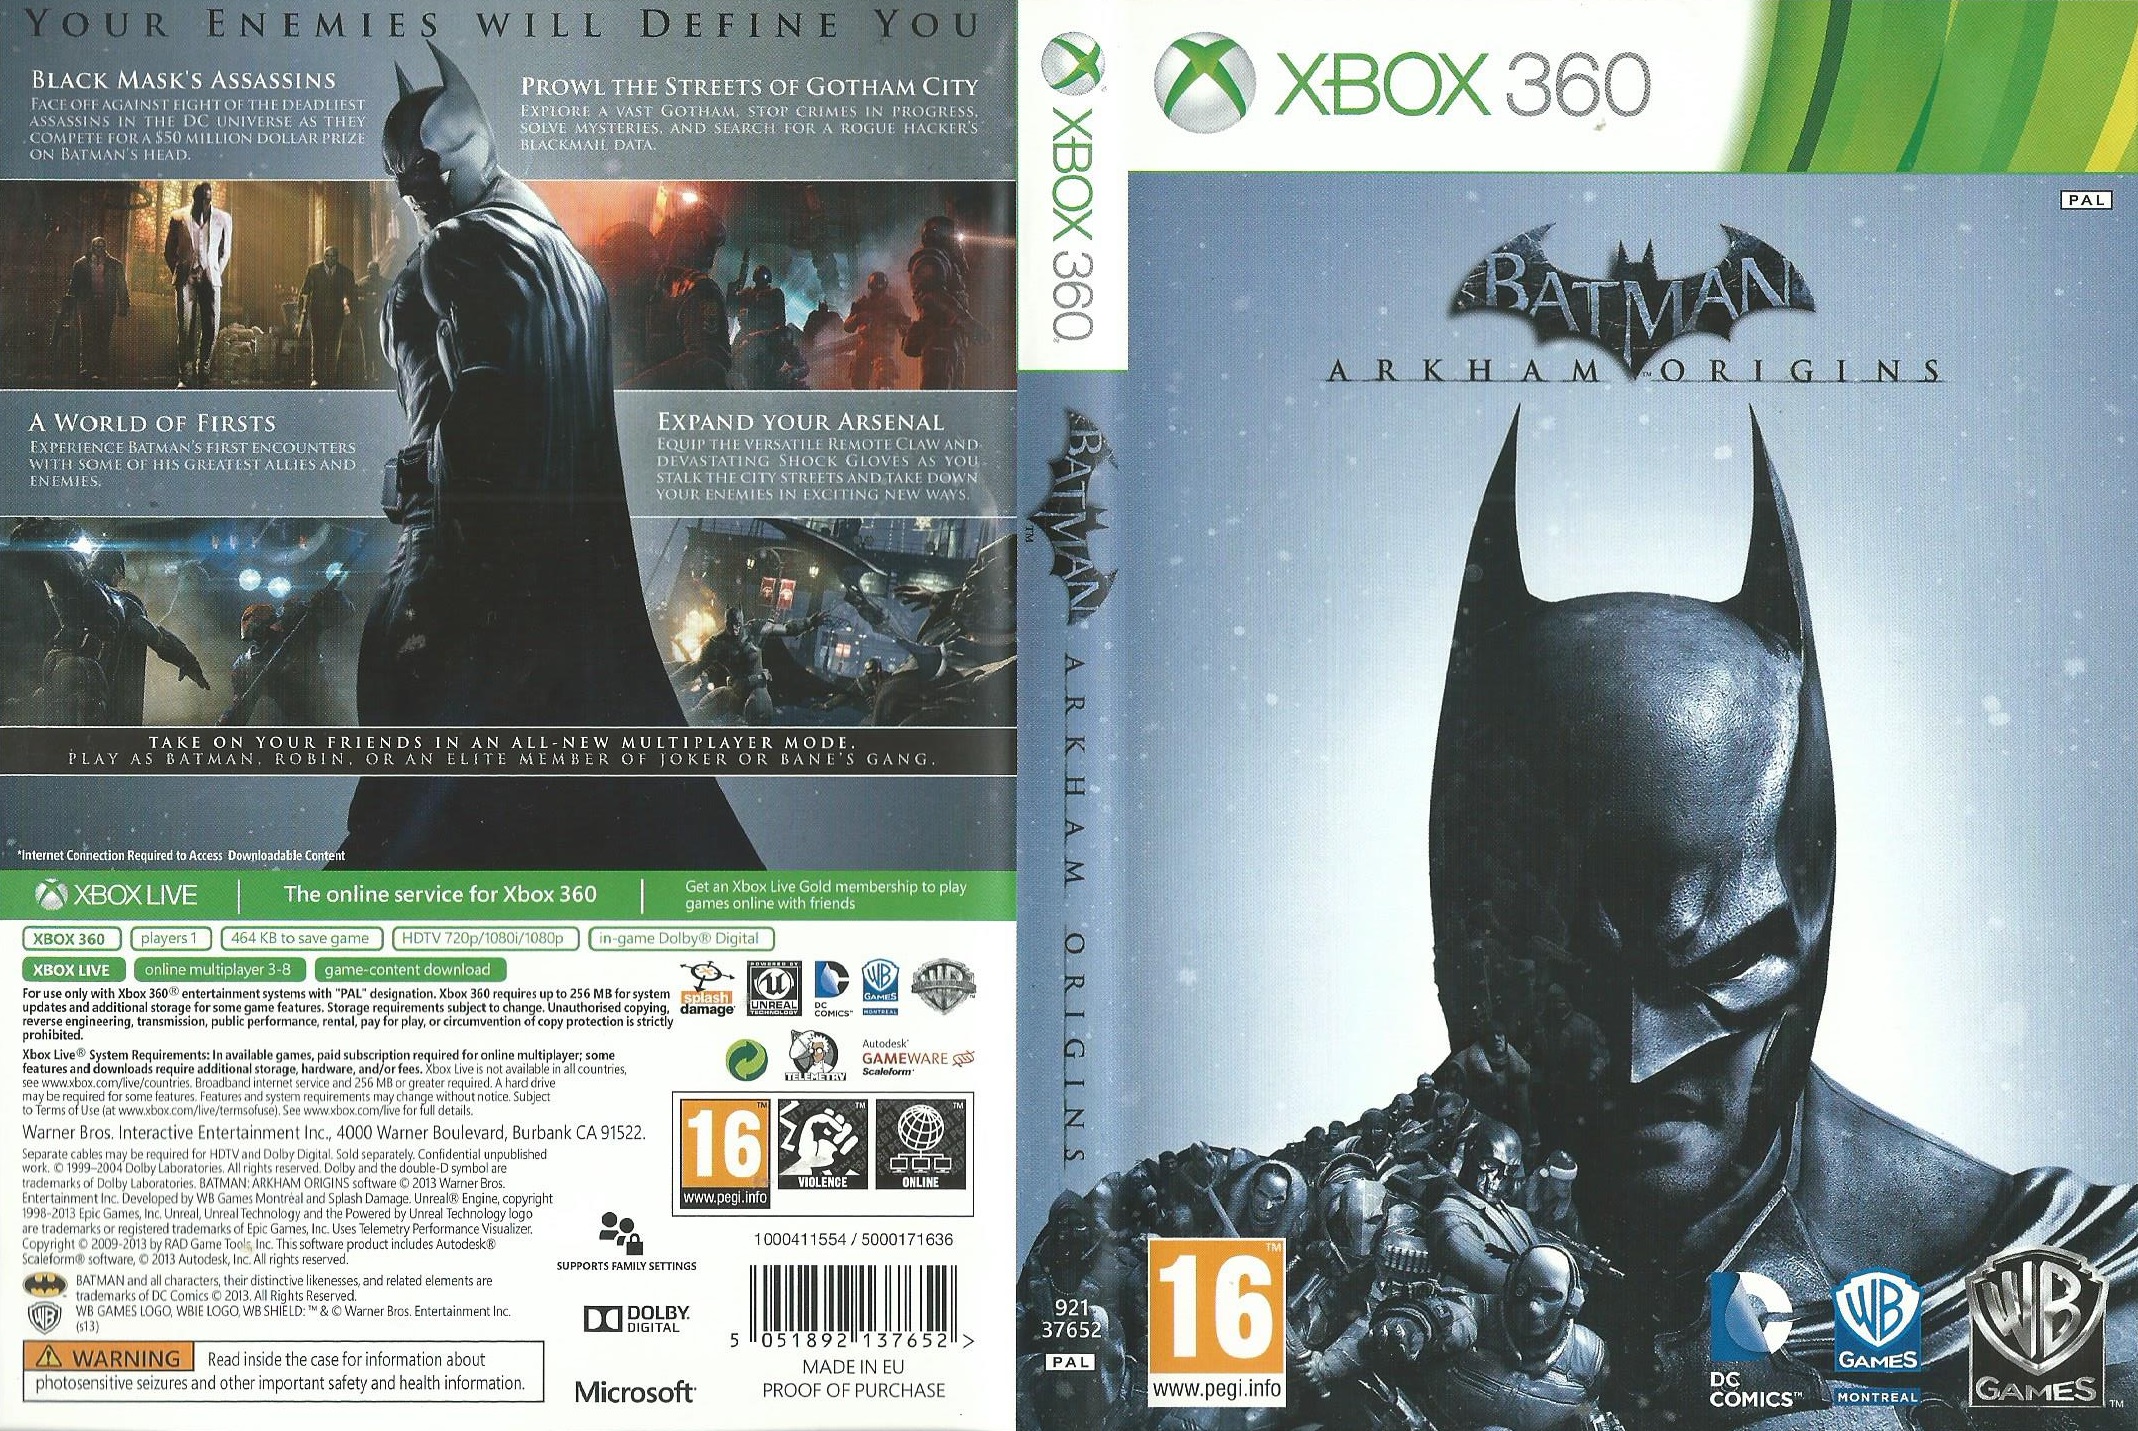 YOUR ENEMIES WILL DEFINE YOU
BLACK MASK'S ASSASSINS
FACE OFF AGAINST EIGHT OF THE DEADLIEST
ASSASSINS IN THE DC UNIVERSE AS THEY
COMPETE FOR A $50 MILLION DOLLAR PRIZE
ON BATMAN'S HEAD.
PROWL THE STREETS OF GOTHAM CITY
EXPLORE A VAST GOTHAM, STOP CRIMES IN PROGRESS,
SOLVE MYSTERIES, AND SEARCH FOR A ROGUE HACKER'S
BLACKMAIL DATA.
A WORLD OF FIRSTS
EXPERIENCE BATMAN'S FIRST ENCOUNTERS
WITH SOME OF HIS GREATEST ALLIES AND
ENEMIES.
EXPAND YOUR ARSENAL
EQUIP THE VERSATILE REMOTE CLAW AND
DEVASTATING SHOCK GLOVES AS YOU
STALK THE CITY STREETS AND TAKE DOWN
YOUR ENEMIES IN EXCITING NEW WAYS.
TAKE ON YOUR FRIENDS IN AN ALL-NEW MULTIPLAYER MODE.
PLAY AS BATMAN, ROBIN, OR AN ELITE MEMBER OF JOKER OR BANE'S GANG.
*Internet Connection Required to Access Downloadable Content
XBOX LIVE
The online service for Xbox 360
Get an Xbox Live Gold membership to play
games online with friends
XBOX 360 players 1 464 KB to save game HDTV 720p/1080i/1080p in-game Dolby® Digital
XBOX LIVE online multiplayer 3-8 game-content download
For use only with Xbox 360® entertainment systems with "PAL" designation. Xbox 360 requires up to 256 MB for system
updates and additional storage for some game features. Storage requirements subject to change. Unauthorised copying,
reverse engineering, transmission, public performance, rental, pay for play, or circumvention of copy protection is strictly
prohibited.
Xbox Live® System Requirements: In available games, paid subscription required for online multiplayer; some
features and downloads require additional storage, hardware, and/or fees. Xbox Live is not available in all countries,
see www.xbox.com/live/countries. Broadband internet service and 256 MB or greater required. A hard drive
may be required for some features. Features and system requirements may change without notice. Subject
to Terms of Use (at www.xbox.com/live/termsofuse). See www.xbox.com/live for full details.
Warner Bros. Interactive Entertainment Inc., 4000 Warner Boulevard, Burbank CA 91522.
Separate cables may be required for HDTV and Dolby Digital. Sold separately. Confidential unpublished
work. © 1999-2004 Dolby Laboratories. All rights reserved. Dolby and the double-D symbol are
trademarks of Dolby Laboratories. BATMAN: ARKHAM ORIGINS software © 2013 Warner Bros.
Entertainment Inc. Developed by WB Games Montréal and Splash Damage. Unreal® Engine, copyright
1998-2013 Epic Games, Inc. Unreal, Unreal Technology and the Powered by Unreal Technology logo
are trademarks or registered trademarks of Epic Games, Inc. Uses Telemetry Performance Visualizer.
Copyright © 2009-2013 by RAD Game Tools, Inc. This software product includes Autodesk®
Scaleform® software, © 2013 Autodesk, Inc. All rights reserved.
BATMAN and all characters, their distinctive likenesses, and related elements are
trademarks of DC Comics © 2013. All Rights Reserved.
WB GAMES LOGO, WBIE LOGO, WB SHIELD: ™ & © Warner Bros. Entertainment Inc.
(s13)
WARNING Read inside the case for information about
photosensitive seizures and other important safety and health information.
splash
damage
POWERED BY
UNREAL
TECHNOLOGY
DC
COMICS™
WB
GAMES
MONTREAL
TELEMETRY
Autodesk®
GAMEWARE
Scaleform®
16™
www.pegi.info
VIOLENCE
™
ONLINE
™
SUPPORTS FAMILY SETTINGS
DOLBY.
DIGITAL
Microsoft®
1000411554 / 5000171636
5 051892 137652 >
MADE IN EU
PROOF OF PURCHASE
XBOX 360
BATMAN™
ARKHAM ORIGINS
921
37652
PAL
XBOX 360
PAL
BATMAN
ARKHAM™ORIGINS
16™
www.pegi.info
DC
COMICS™
WB
GAMES
MONTREAL
WB
GAMES
™